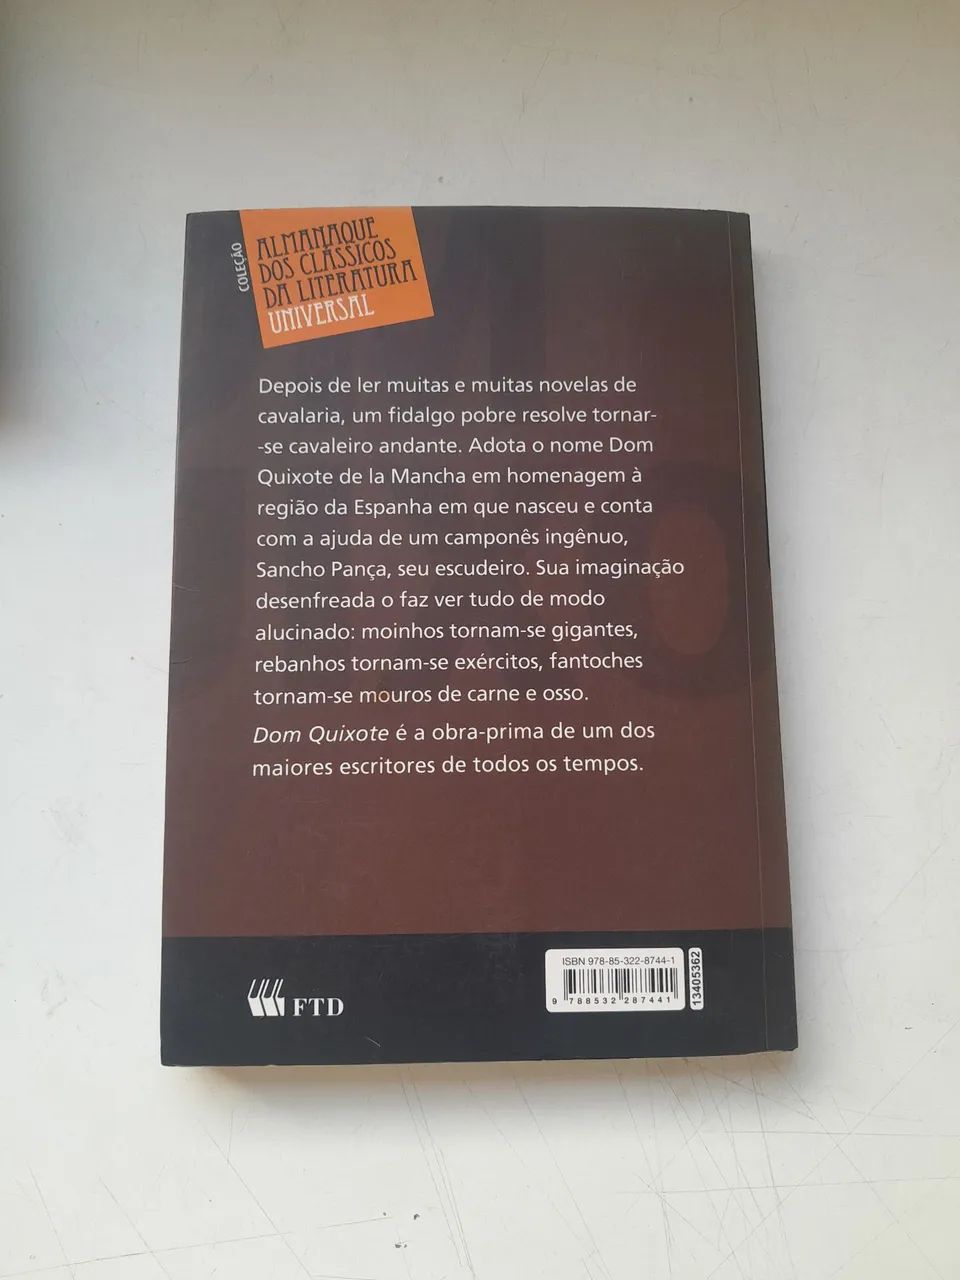 COLEÇÃO
ALMANAQUE
DOS CLÁSSICOS
DA LITERATURA
UNIVERSAL
Depois de ler muitas e muitas novelas de
cavalaria, um fidalgo pobre resolve tornar-
-se cavaleiro andante. Adota o nome Dom
Quixote de la Mancha em homenagem à
região da Espanha em que nasceu e conta
com a ajuda de um camponês ingênuo,
Sancho Pança, seu escudeiro. Sua imaginação
desenfreada o faz ver tudo de modo
alucinado: moinhos tornam-se gigantes,
rebanhos tornam-se exércitos, fantoches
tornam-se mouros de carne e osso.
Dom Quixote é a obra-prima de um dos
maiores escritores de todos os tempos.
FTD
ISBN 978-85-322-8744-1
9 788532 287441
13405362